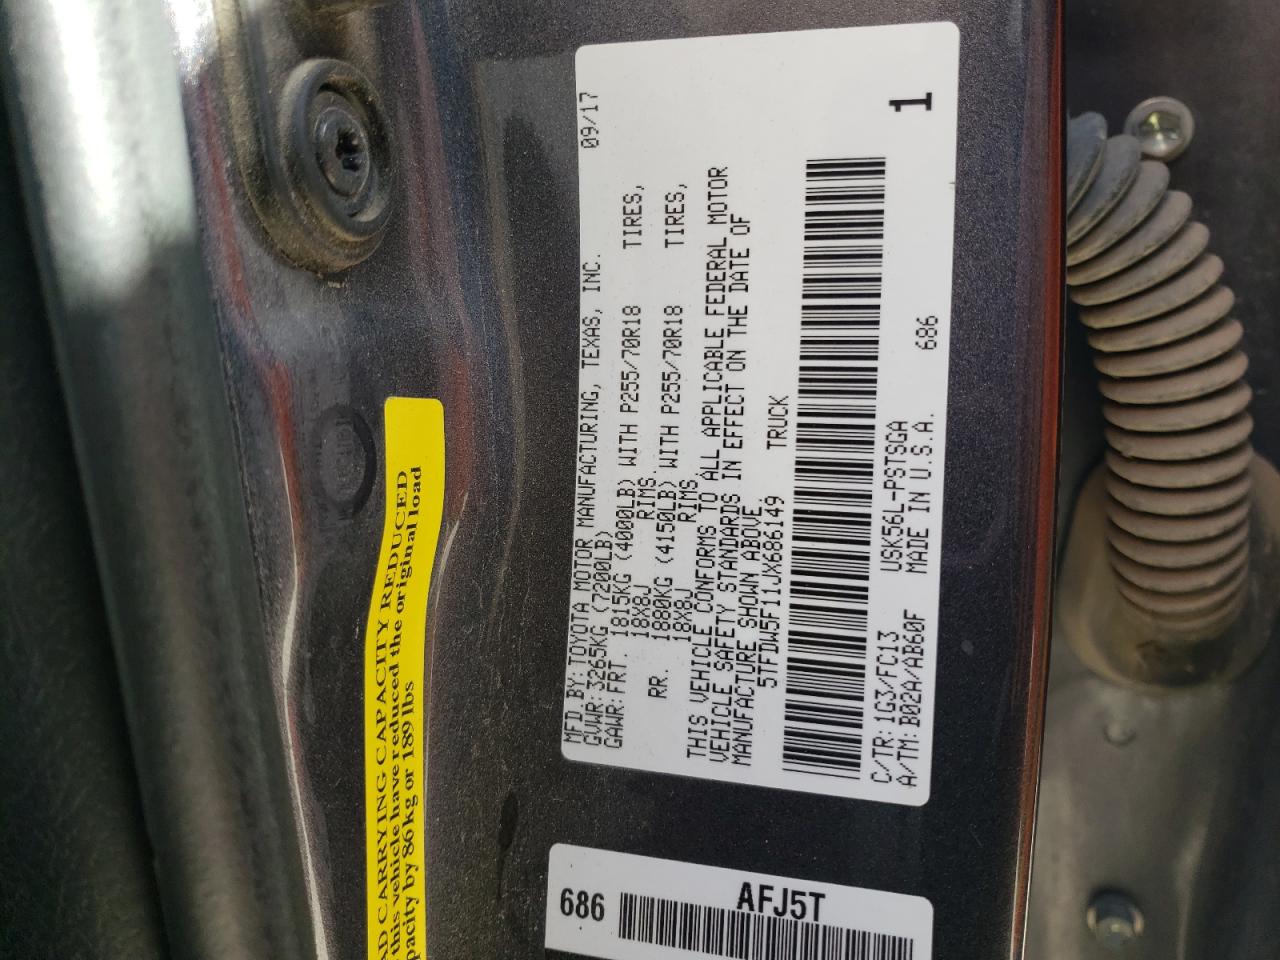 MFD.BY:TOYOTA MOTOR MANUFACTURING, TEXAS, INC. 09/17
GVWR:3265KG (7200LB)
GAWR:FRT 1815KG (4000LB) WITH P255/70R18 TIRES,
18X8J RIMS.
RR. 1880KG (4150LB) WITH P255/70R18 TIRES,
18X8J RIMS.
THIS VEHICLE CONFORMS TO ALL APPLICABLE FEDERAL MOTOR
VEHICLE SAFETY STANDARDS IN EFFECT ON THE DATE OF
MANUFACTURE SHOWN ABOVE
5TFDW5F11JX686149 TRUCK
C/TR:1G3/FC13 USK56L-PSTSGA 686 1
A/TM:B02A/AB60F MADE IN U.S.A.
AD CARRYING CAPACITY REDUCED
this vehicle have reduced the original load
pacity by 86 kg or 189 lbs
686
AFJ5T